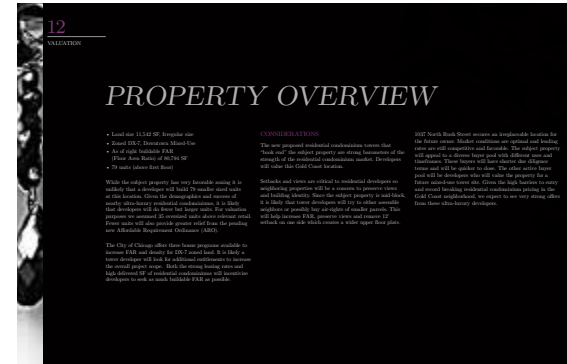 12
VALUATION
PROPERTY OVERVIEW
• Land size 11,542 SF, Irregular size
• Zoned DX-7, Downtown Mixed-Use
• As of right buildable FAR
(Floor Area Ratio) of 80,794 SF
• 79 units (above first floor)
While the subject property has very favorable zoning it is
unlikely that a developer will build 79 smaller sized units
at this location. Given the demographics and success of
nearby ultra-luxury residential condominiums, it is likely
that developers will do fewer but larger units. For valuation
purposes we assumed 35 oversized units above relevant retail.
Fewer units will also provide greater relief from the pending
new Affordable Requirement Ordinance (ARO).
The City of Chicago offers three bonus programs available to
increase FAR and density for DX-7 zoned land. It is likely a
tower developer will look for additional entitlements to increase
the overall project scope. Both the strong leasing rates and
high delivered SF of residential condominiums will incentivize
developers to seek as much buildable FAR as possible.
CONSIDERATIONS
The new proposed residential condominium towers that
"book end" the subject property are strong barometers of the
strength of the residential condominium market. Developers
will value this Gold Coast location.
Setbacks and views are critical to residential developers so
neighboring properties will be a concern to preserve views
and building identity. Since the subject property is mid-block,
it is likely that tower developers will try to either assemble
neighbors or possibly buy air-rights of smaller parcels. This
will help increase FAR, preserve views and remove 12'
setback on one side which creates a wider upper floor plate.
1037 North Rush Street secures an irreplaceable location for
the future owner. Market conditions are optimal and lending
rates are still competitive and favorable. The subject property
will appeal to a diverse buyer pool with different uses and
timeframes. These buyers will have shorter due diligence
terms and will be quicker to close. The other active buyer
pool will be developers who will value the property for a
future mixed-use tower site. Given the high barriers to entry
and record breaking residential condominium pricing in the
Gold Coast neighborhood, we expect to see very strong offers
from these ultra-luxury developers.